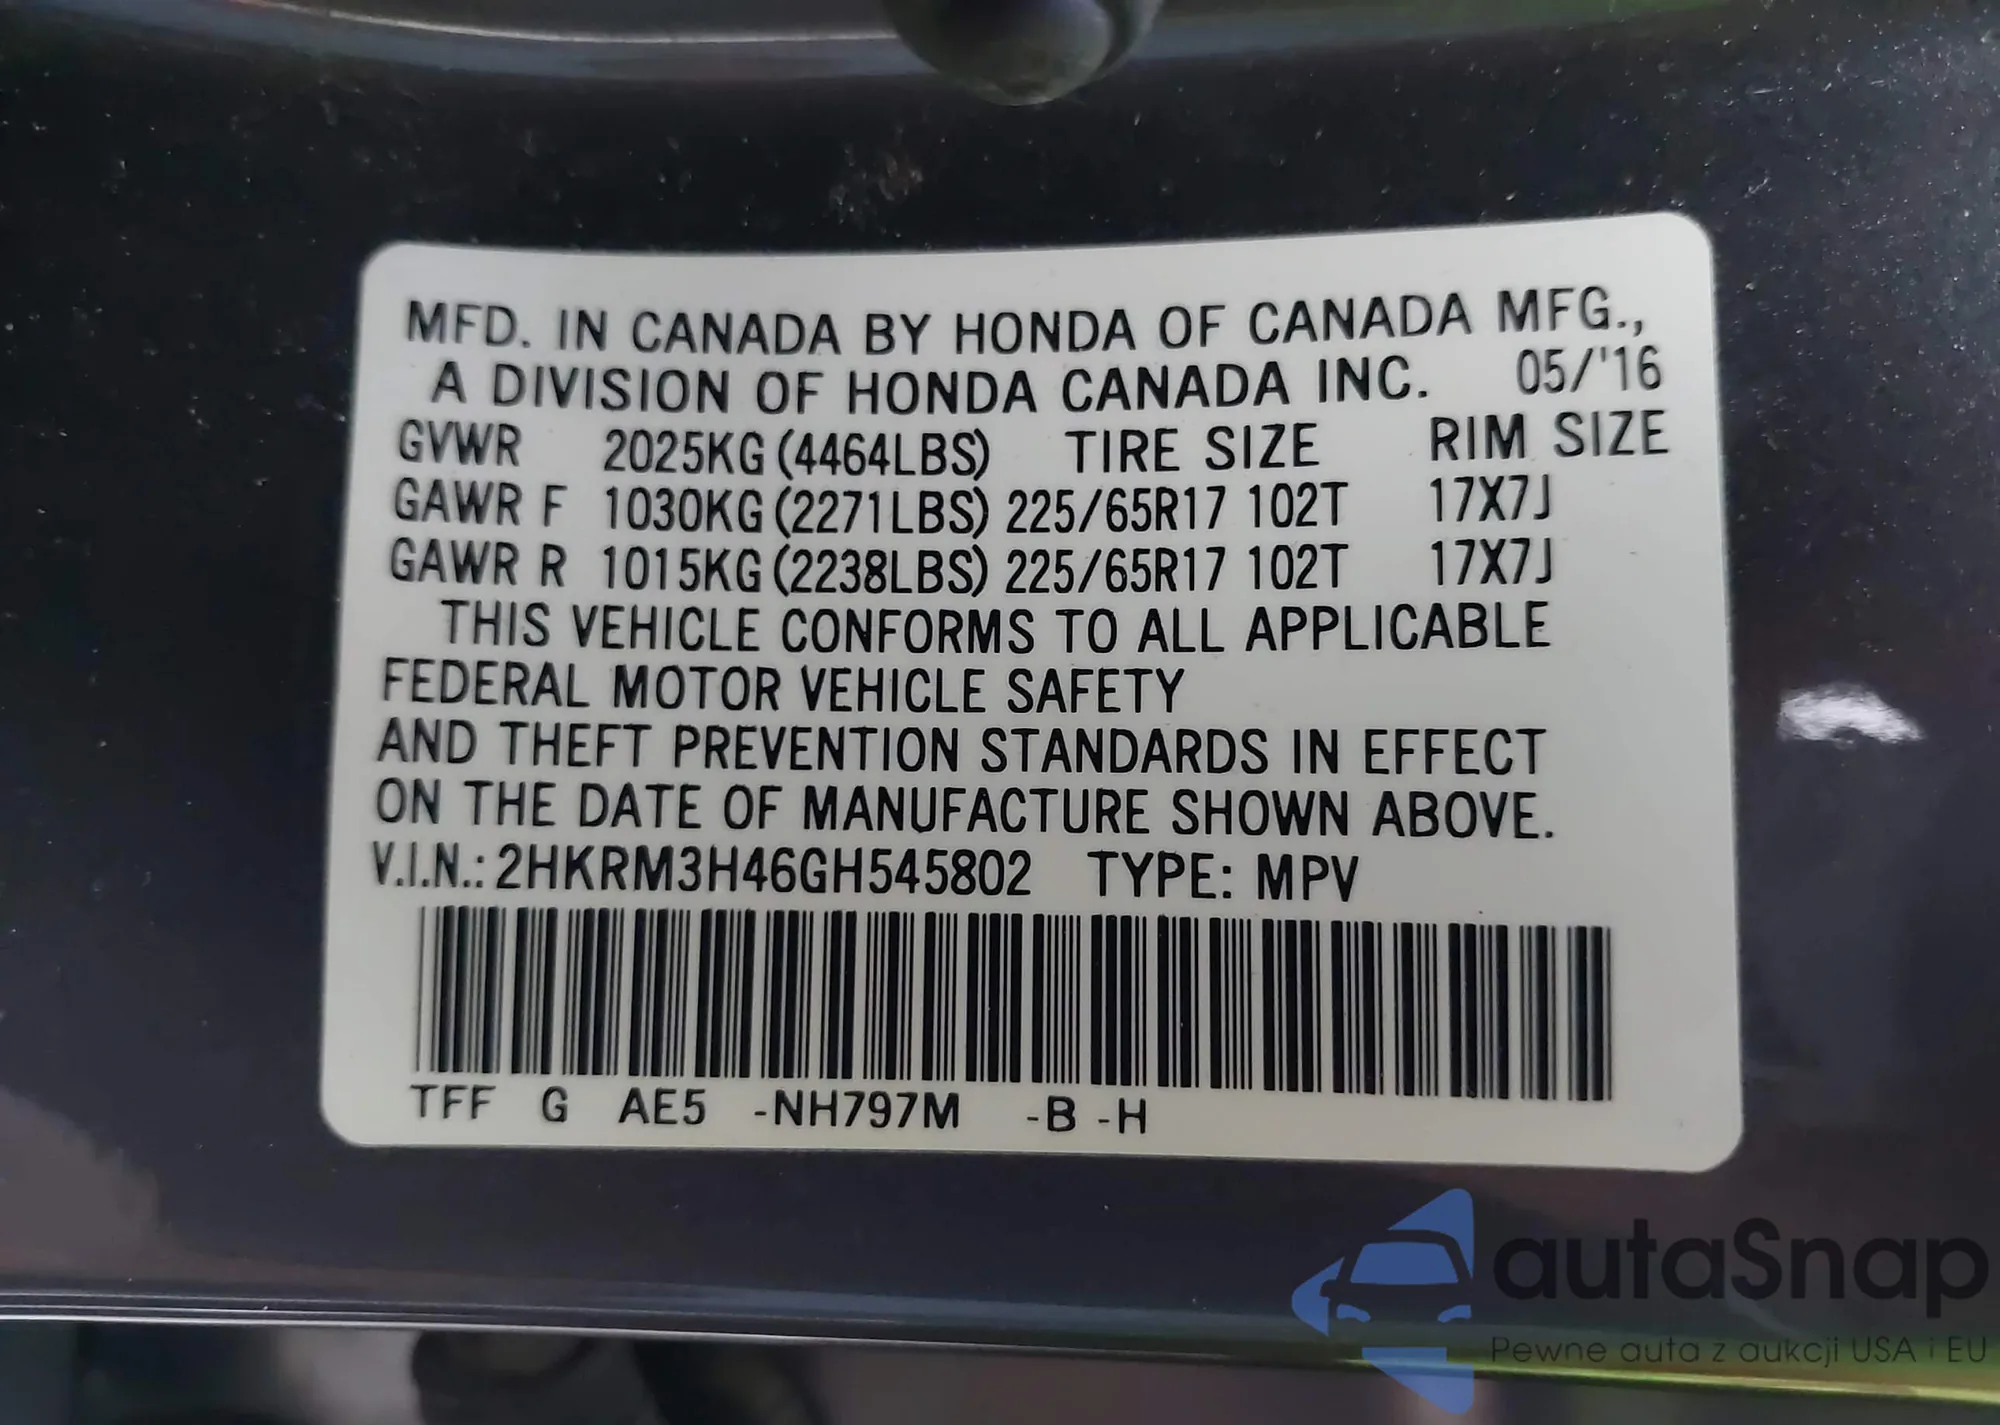 MFD. IN CANADA BY HONDA OF CANADA MFG.,
A DIVISION OF HONDA CANADA INC. 05/'16
GVWR 2025KG (4464LBS) TIRE SIZE RIM SIZE
GAWR F 1030KG (2271LBS) 225/65R17 102T 17X7J
GAWR R 1015KG (2238LBS) 225/65R17 102T 17X7J
THIS VEHICLE CONFORMS TO ALL APPLICABLE
FEDERAL MOTOR VEHICLE SAFETY
AND THEFT PREVENTION STANDARDS IN EFFECT
ON THE DATE OF MANUFACTURE SHOWN ABOVE.
V.I.N.: 2HKRM3H46GH545802 TYPE: MPV
TFF G AE5 -NH797M -B -H
autaSnap
Pewne auta z aukcji USA i EU